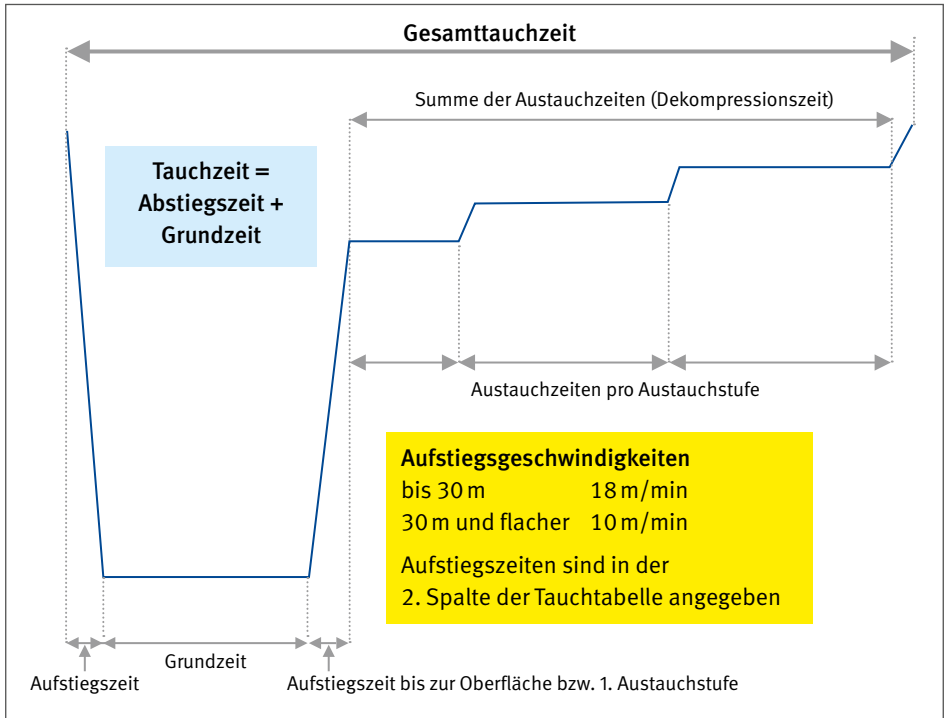 Gesamttauchzeit
Summe der Austauchzeiten (Dekompressionszeit)
Tauchzeit =
Abstiegszeit +
Grundzeit
Austauchzeiten pro Austauchstufe
Aufstiegsgeschwindigkeiten
bis 30 m 18 m/min
30 m und flacher 10 m/min
Aufstiegszeiten sind in der
2. Spalte der Tauchtabelle angegeben
Grundzeit
Aufstiegszeit
Aufstiegszeit bis zur Oberfläche bzw. 1. Austauchstufe